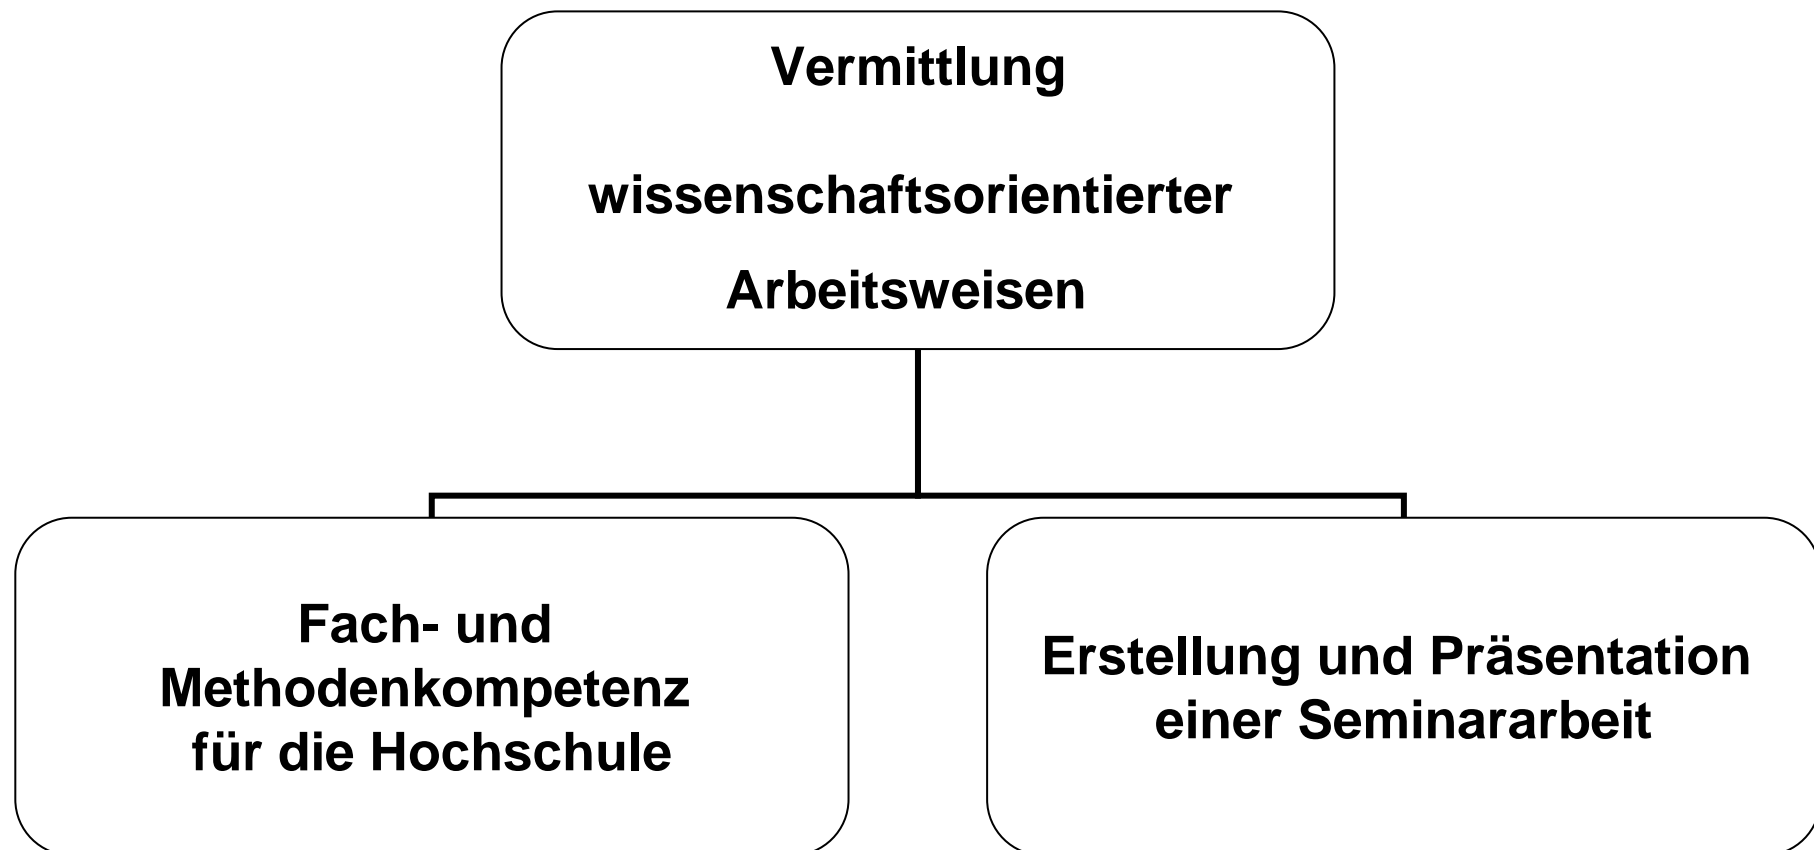 Vermittlung
wissenschaftsorientierter
Arbeitsweisen
Fach- und
Methodenkompetenz
für die Hochschule
Erstellung und Präsentation
einer Seminararbeit